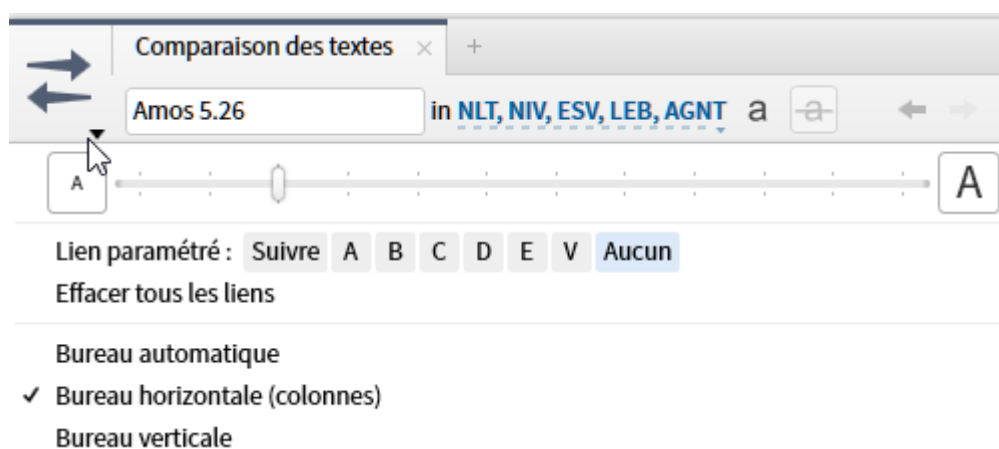 Comparaison des textes × +
Amos 5.26 in NLT, NIV, ESV, LEB, AGNT a a
A A
Lien paramétré : Suivre A B C D E V Aucun
Effacer tous les liens
Bureau automatique
✓ Bureau horizontale (colonnes)
Bureau verticale